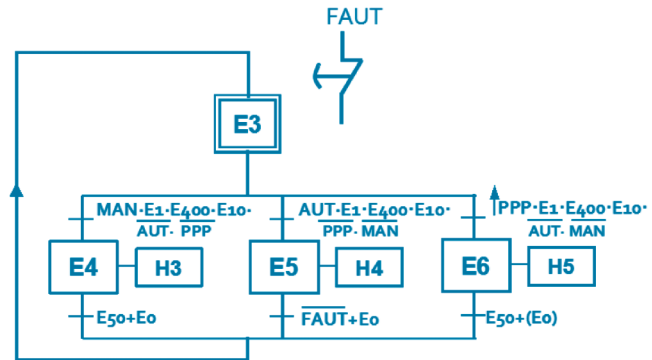 FAUT
E3
MAN·E1·E400·E10·
AUT· PPP
AUT·E1·E400·E10·
PPP· MAN
PPP·E1·E400·E10·
AUT· MAN
E4
H3
E5
H4
E6
H5
E50+E0
FAUT+E0
E50+(E0)